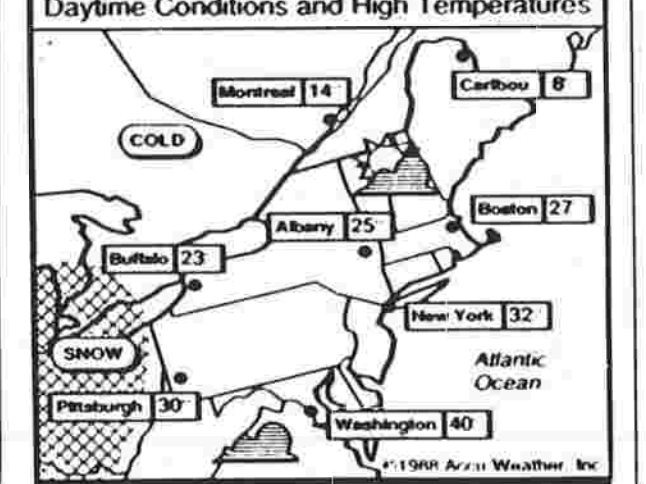 Daytime Conditions and High Temperatures
Montreal 14
Caribou 8
COLD
Boston 27
Albany 25
Buffalo 23
New York 32
SNOW
Atlantic
Ocean
Pittsburgh 30
Washington 40
© 1988 Accu Weather, Inc